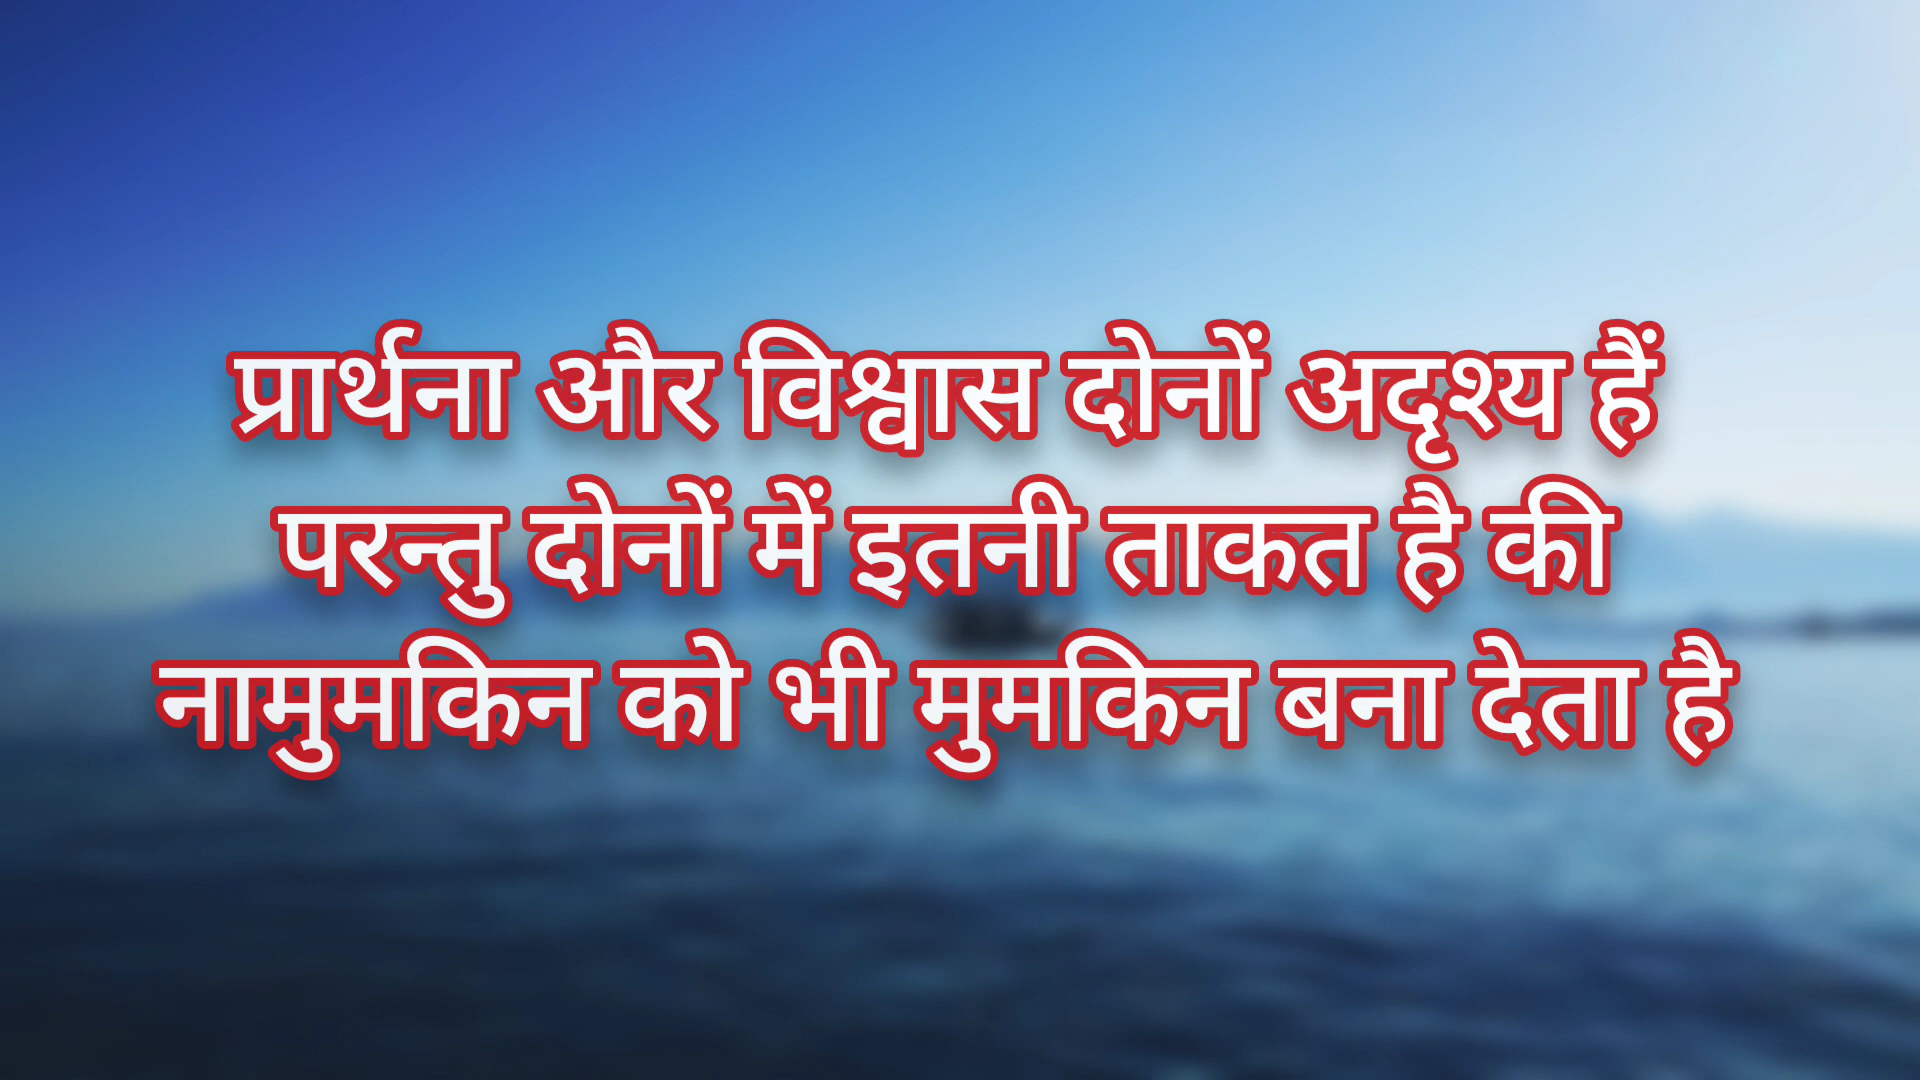 प्रार्थना और विश्वास दोनों अदृश्य हैं
परन्तु दोनों में इतनी ताकत है की
नामुमकिन को भी मुमकिन बना देता है